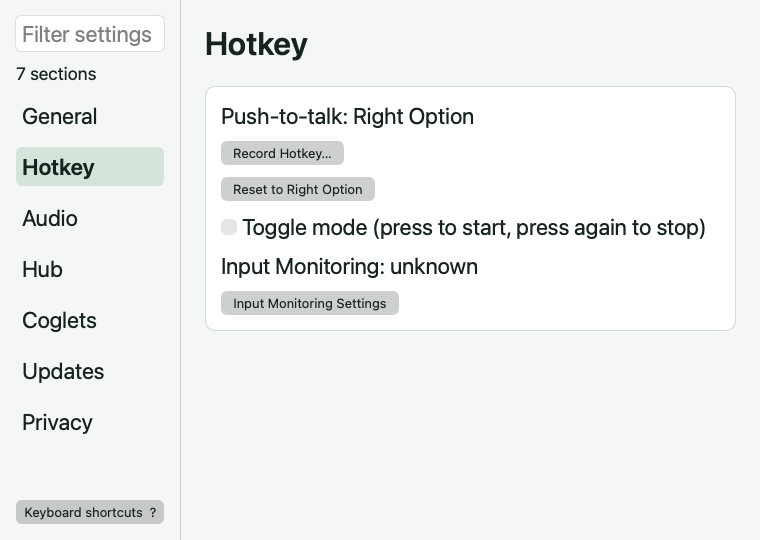 Filter settings
7 sections
General
Hotkey
Audio
Hub
Coglets
Updates
Privacy
Keyboard shortcuts ?
Hotkey
Push-to-talk: Right Option
Record Hotkey...
Reset to Right Option
Toggle mode (press to start, press again to stop)
Input Monitoring: unknown
Input Monitoring Settings